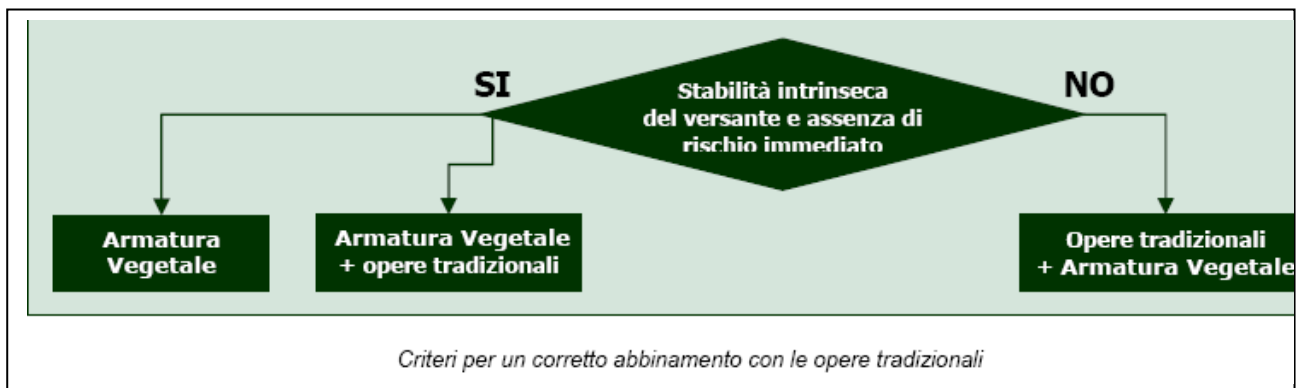 SI
Stabilità intrinseca
del versante e assenza di
rischio immediato
NO
Armatura
Vegetale
Armatura Vegetale
+ opere tradizionali
Opere tradizionali
+ Armatura Vegetale
Criteri per un corretto abbinamento con le opere tradizionali